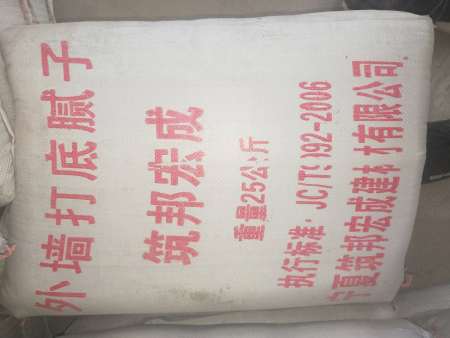 外墙打底腻子
筑邦宏成
重量25公斤
执行标准:JC/T992-2006
宁夏筑邦宏成建材有限公司